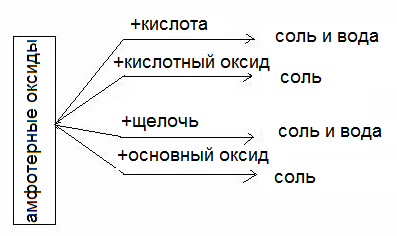 амфотерные оксиды
+кислота
соль и вода
+кислотный оксид
соль
+щелочь
соль и вода
+основный оксид
соль